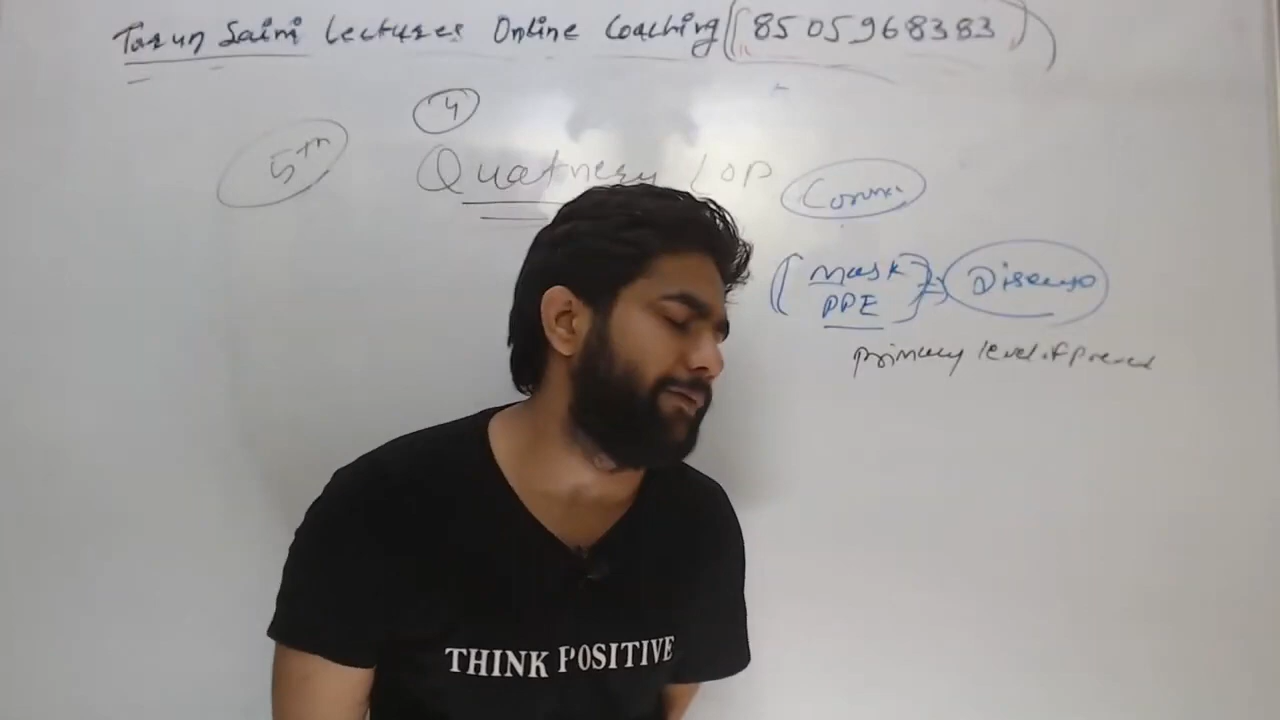 Tarun Saini Lectures Online Coaching (8505968383)
4
5th
Quatnery LOP
Corona
Mask
PPE
Disease
primary level of prevent
THINK POSITIVE